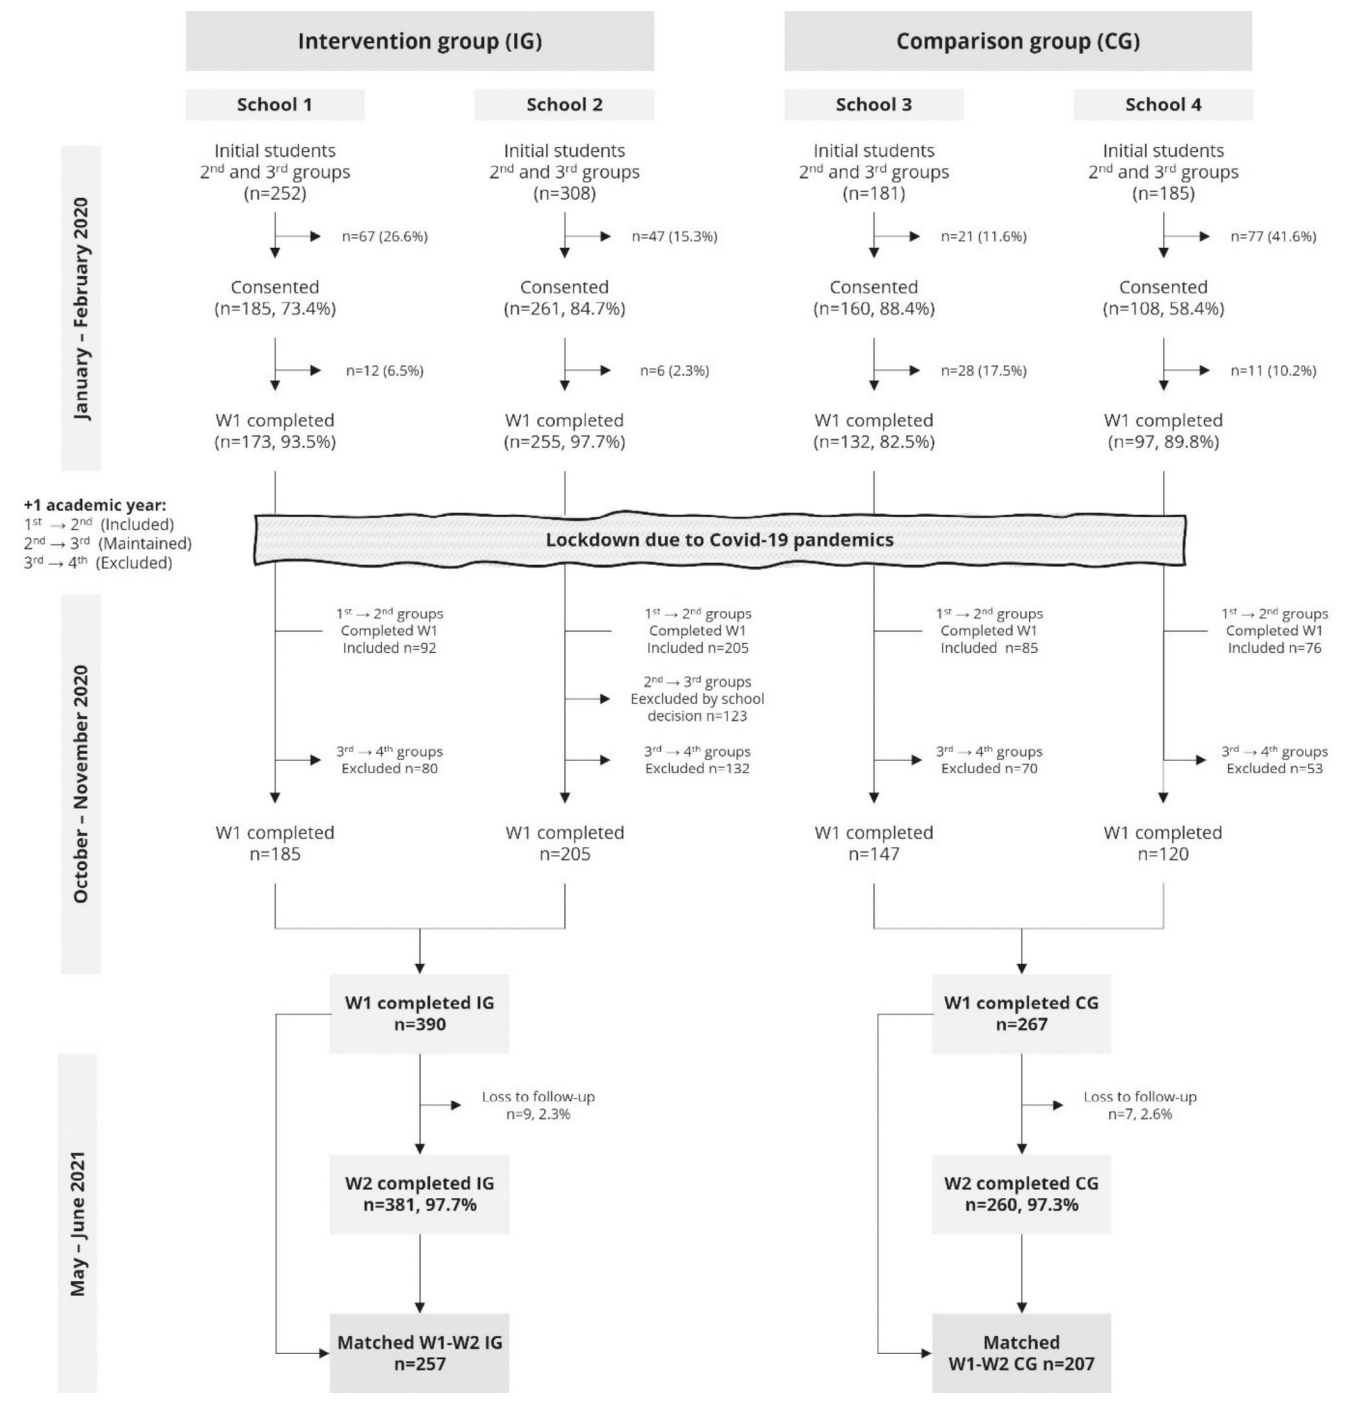 Intervention group (IG)
Comparison group (CG)
School 1
School 2
School 3
School 4
January – February 2020
Initial students
2nd and 3rd groups
(n=252)
Initial students
2nd and 3rd groups
(n=308)
Initial students
2nd and 3rd groups
(n=181)
Initial students
2nd and 3rd groups
(n=185)
n=67 (26.6%)
n=47 (15.3%)
n=21 (11.6%)
n=77 (41.6%)
Consented
(n=185, 73.4%)
Consented
(n=261, 84.7%)
Consented
(n=160, 88.4%)
Consented
(n=108, 58.4%)
n=12 (6.5%)
n=6 (2.3%)
n=28 (17.5%)
n=11 (10.2%)
W1 completed
(n=173, 93.5%)
W1 completed
(n=255, 97.7%)
W1 completed
(n=132, 82.5%)
W1 completed
(n=97, 89.8%)
+1 academic year:
1st → 2nd (Included)
2nd → 3rd (Maintained)
3rd → 4th (Excluded)
Lockdown due to Covid-19 pandemics
October – November 2020
1st → 2nd groups
Completed W1
Included n=92
1st → 2nd groups
Completed W1
Included n=205
1st → 2nd groups
Completed W1
Included n=85
1st → 2nd groups
Completed W1
Included n=76
2nd → 3rd groups
Eexcluded by school
decision n=123
3rd → 4th groups
Excluded n=80
3rd → 4th groups
Excluded n=132
3rd → 4th groups
Excluded n=70
3rd → 4th groups
Excluded n=53
W1 completed
n=185
W1 completed
n=205
W1 completed
n=147
W1 completed
n=120
W1 completed IG
n=390
W1 completed CG
n=267
May – June 2021
Loss to follow-up
n=9, 2.3%
Loss to follow-up
n=7, 2.6%
W2 completed IG
n=381, 97.7%
W2 completed CG
n=260, 97.3%
Matched W1-W2 IG
n=257
Matched
W1-W2 CG n=207